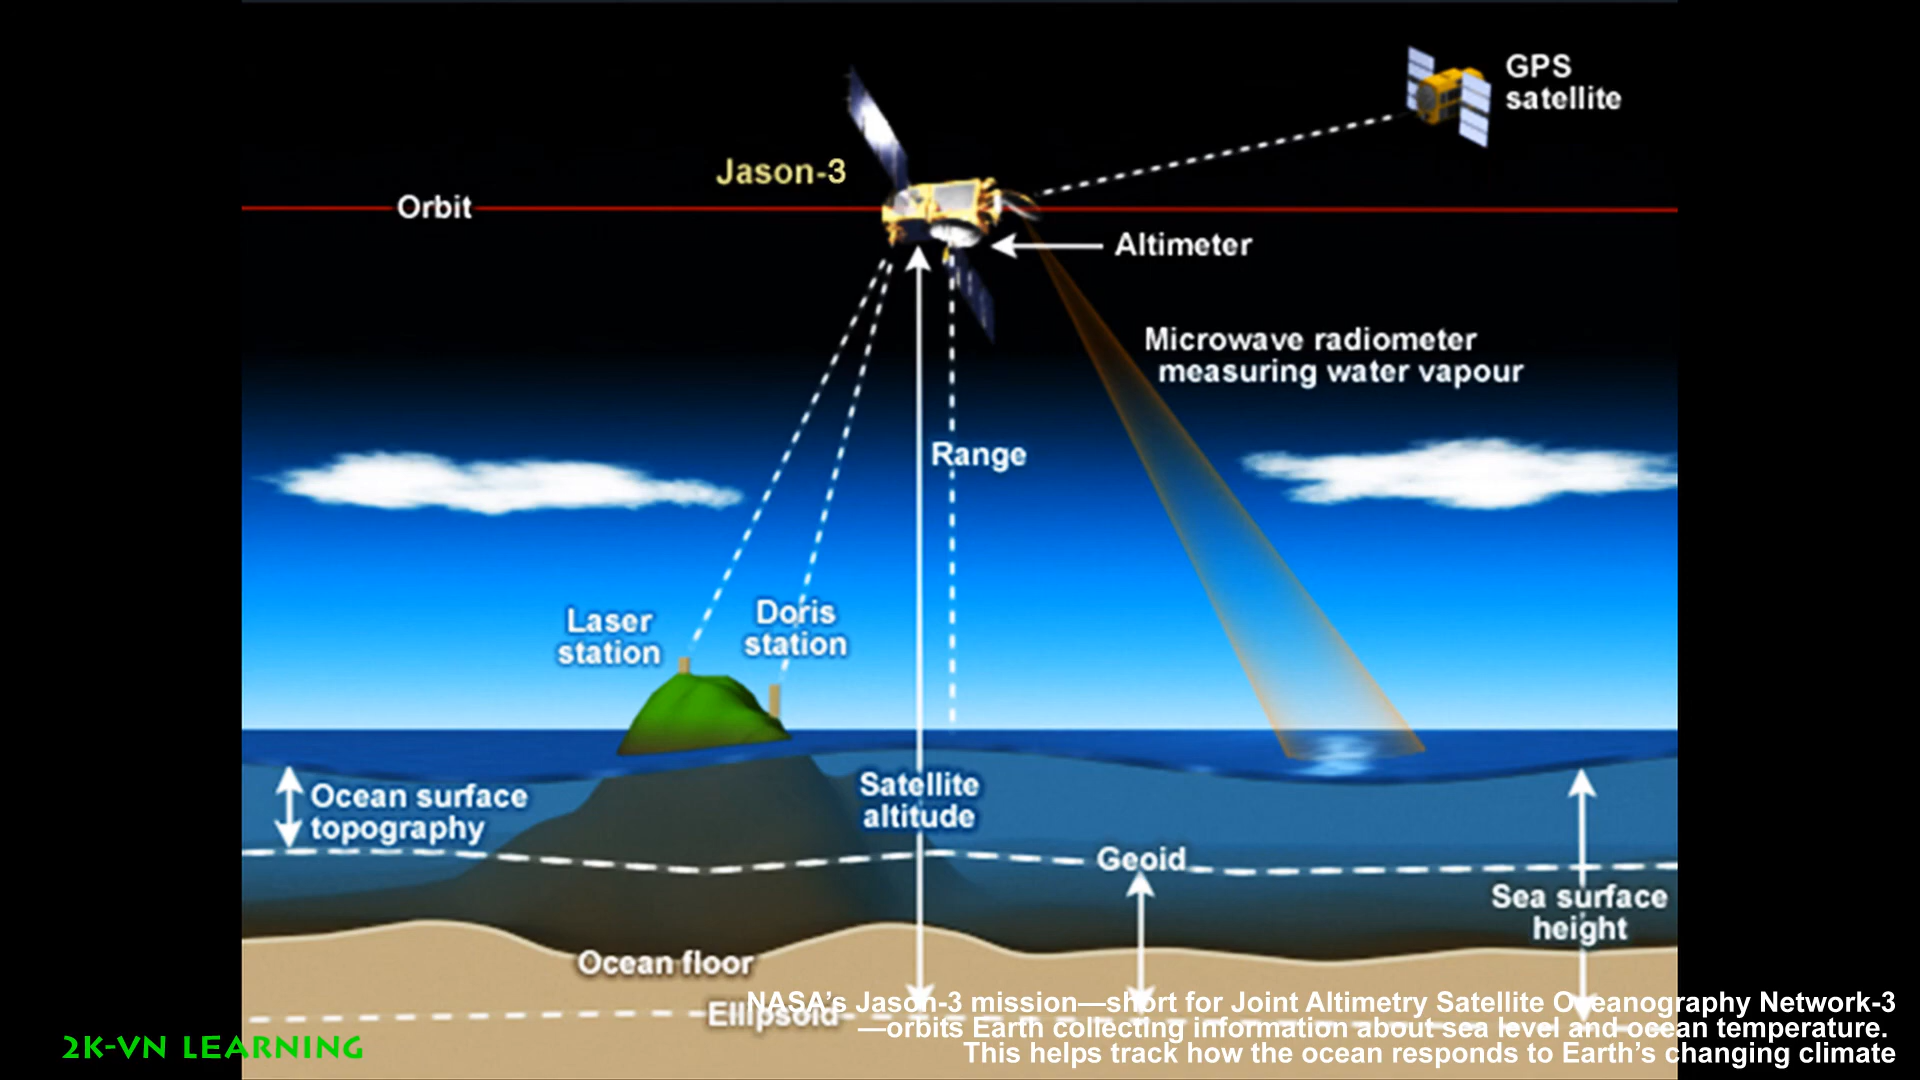 GPS
satellite
Jason-3
Orbit
Altimeter
Microwave radiometer
measuring water vapour
Range
Laser
station
Doris
station
Satellite
altitude
Ocean surface
topography
Geoid
Sea surface
height
Ocean floor
Ellipsoid
NASA’s Jason-3 mission—short for Joint Altimetry Satellite Oceanography Network-3
—orbits Earth collecting information about sea level and ocean temperature.
This helps track how the ocean responds to Earth’s changing climate
2K-VN LEARNING